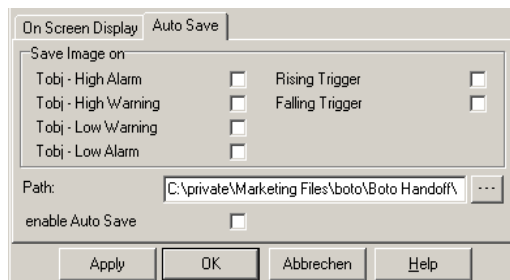 On Screen Display Auto Save
Save Image on
Tobj - High Alarm Rising Trigger
Tobj - High Warning Falling Trigger
Tobj - Low Warning
Tobj - Low Alarm
Path: C:\private\Marketing Files\boto\Boto Handoff\ ...
enable Auto Save
Apply OK Abbrechen Help